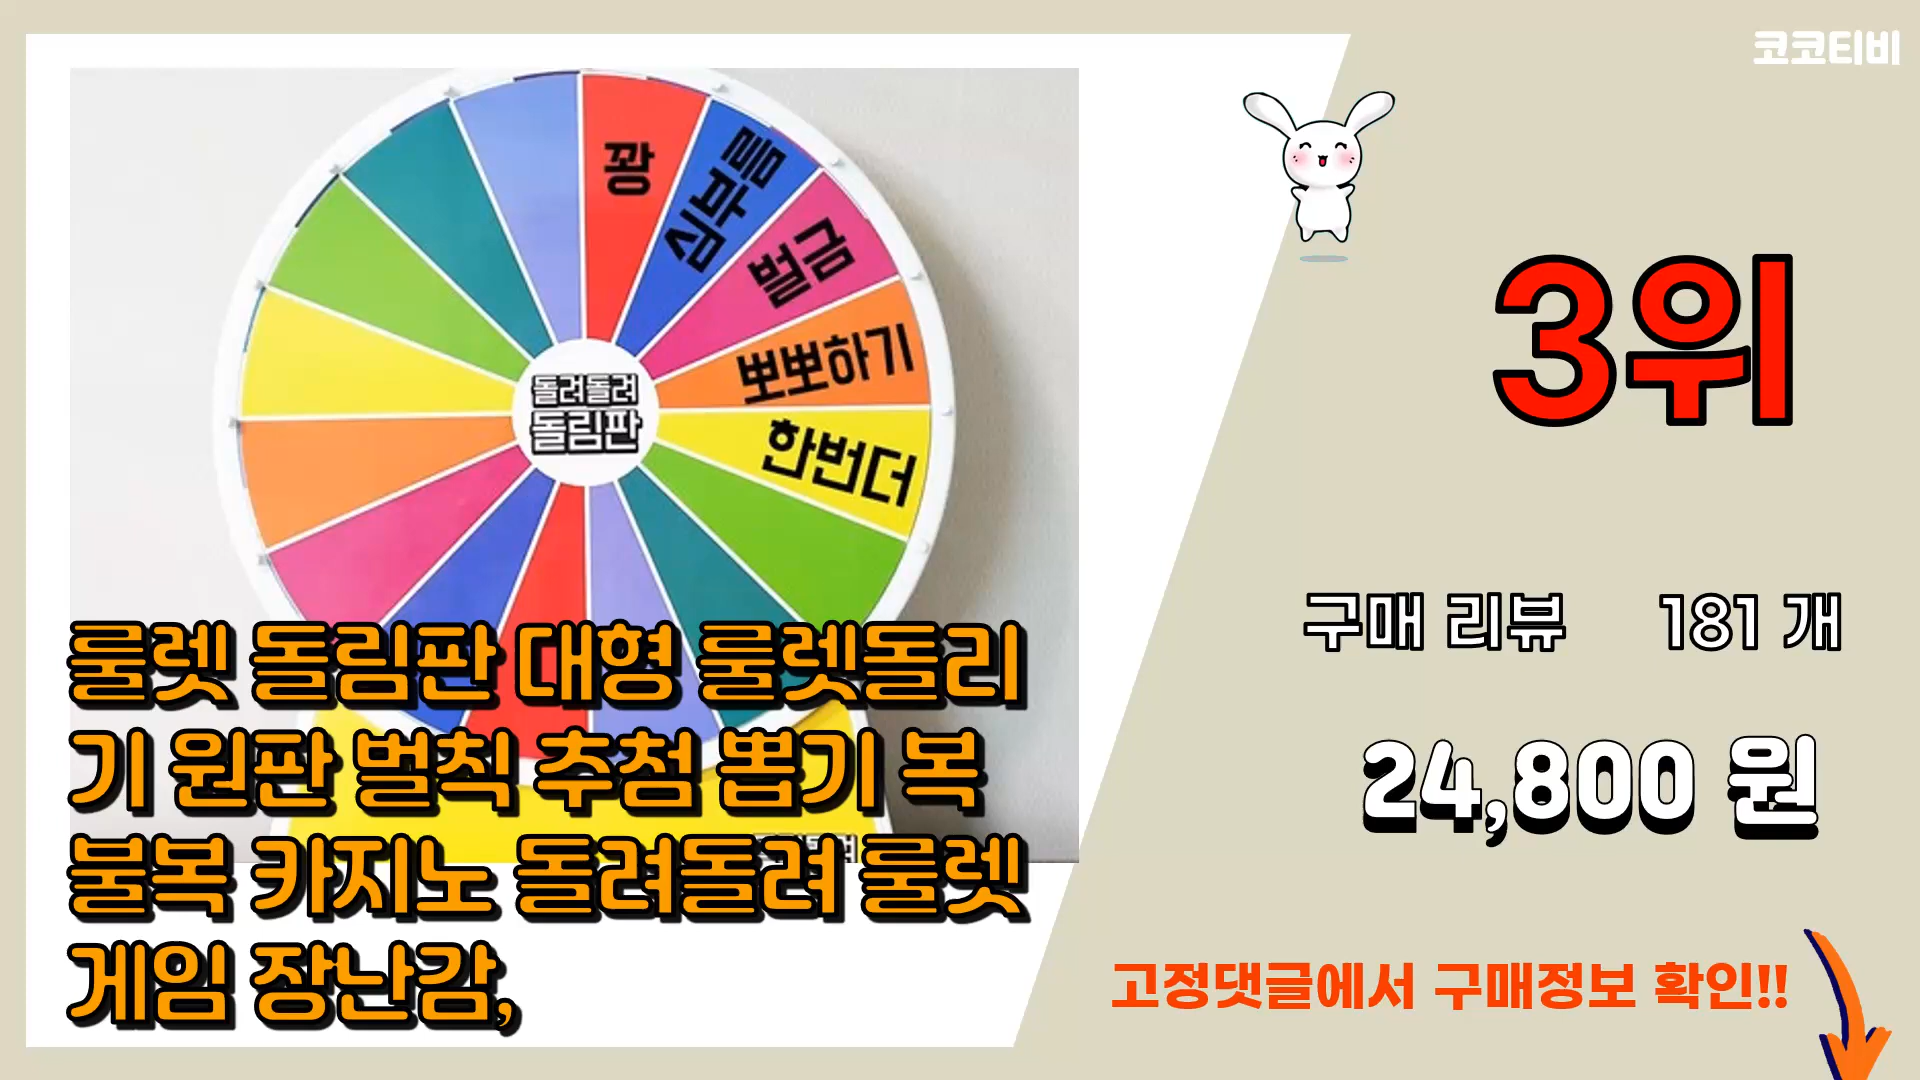 코코티비
꽝
심부름
벌금
뽀뽀하기
한번더
돌려돌려
돌림판
3위
구매 리뷰 181 개
24,800 원
룰렛 돌림판 대형 룰렛돌리
기 원판 벌칙 추첨 뽑기 복
불복 카지노 돌려돌려 룰렛
게임 장난감,
고정댓글에서 구매정보 확인!!